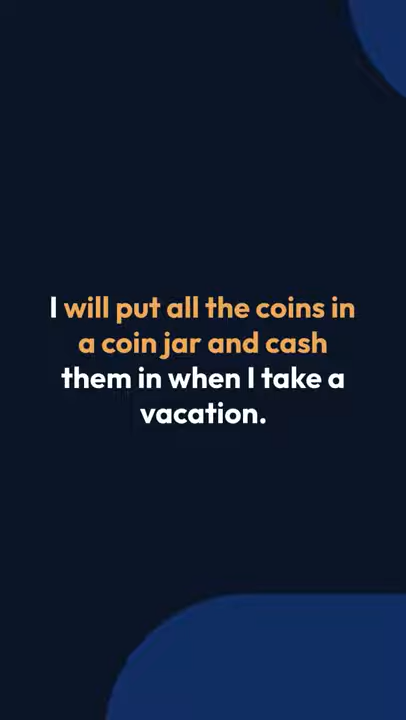 I will put all the coins in
a coin jar and cash
them in when I take a
vacation.